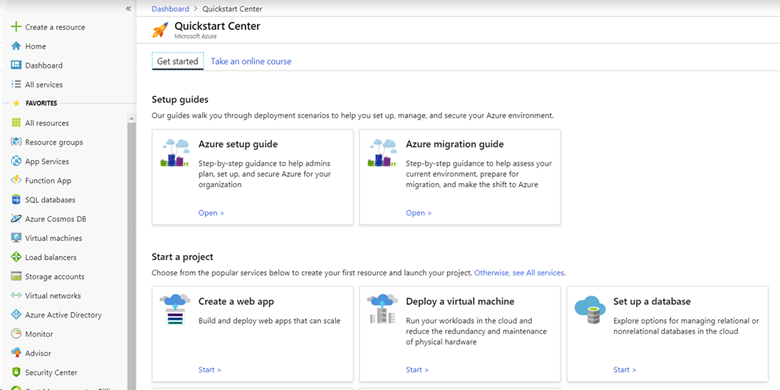 Create a resource
Home
Dashboard
All services
FAVORITES
All resources
Resource groups
App Services
Function App
SQL databases
Azure Cosmos DB
Virtual machines
Load balancers
Storage accounts
Virtual networks
Azure Active Directory
Monitor
Advisor
Security Center
Dashboard > Quickstart Center
Quickstart Center
Microsoft Azure
Get started Take an online course
Setup guides
Our guides walk you through deployment scenarios to help you set up, manage, and secure your Azure environment.
Azure setup guide
Step-by-step guidance to help admins
plan, set up, and secure Azure for your
organization
Open >
Azure migration guide
Step-by-step guidance to help assess your
current environment, prepare for
migration, and make the shift to Azure
Open >
Start a project
Choose from the popular services below to create your first resource and launch your project. Otherwise, see All services.
Create a web app
Build and deploy web apps that can scale
Start >
Deploy a virtual machine
Run your workloads in the cloud and
reduce the redundancy and maintenance
of physical hardware
Start >
Set up a database
Explore options for managing relational or
nonrelational databases in the cloud
Start >